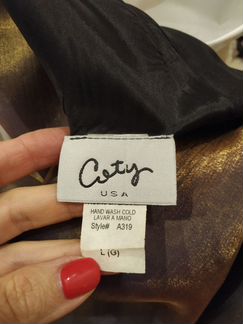 Coty
USA
HAND WASH COLD
LAVAR A MANO
Style# A319
L (G)